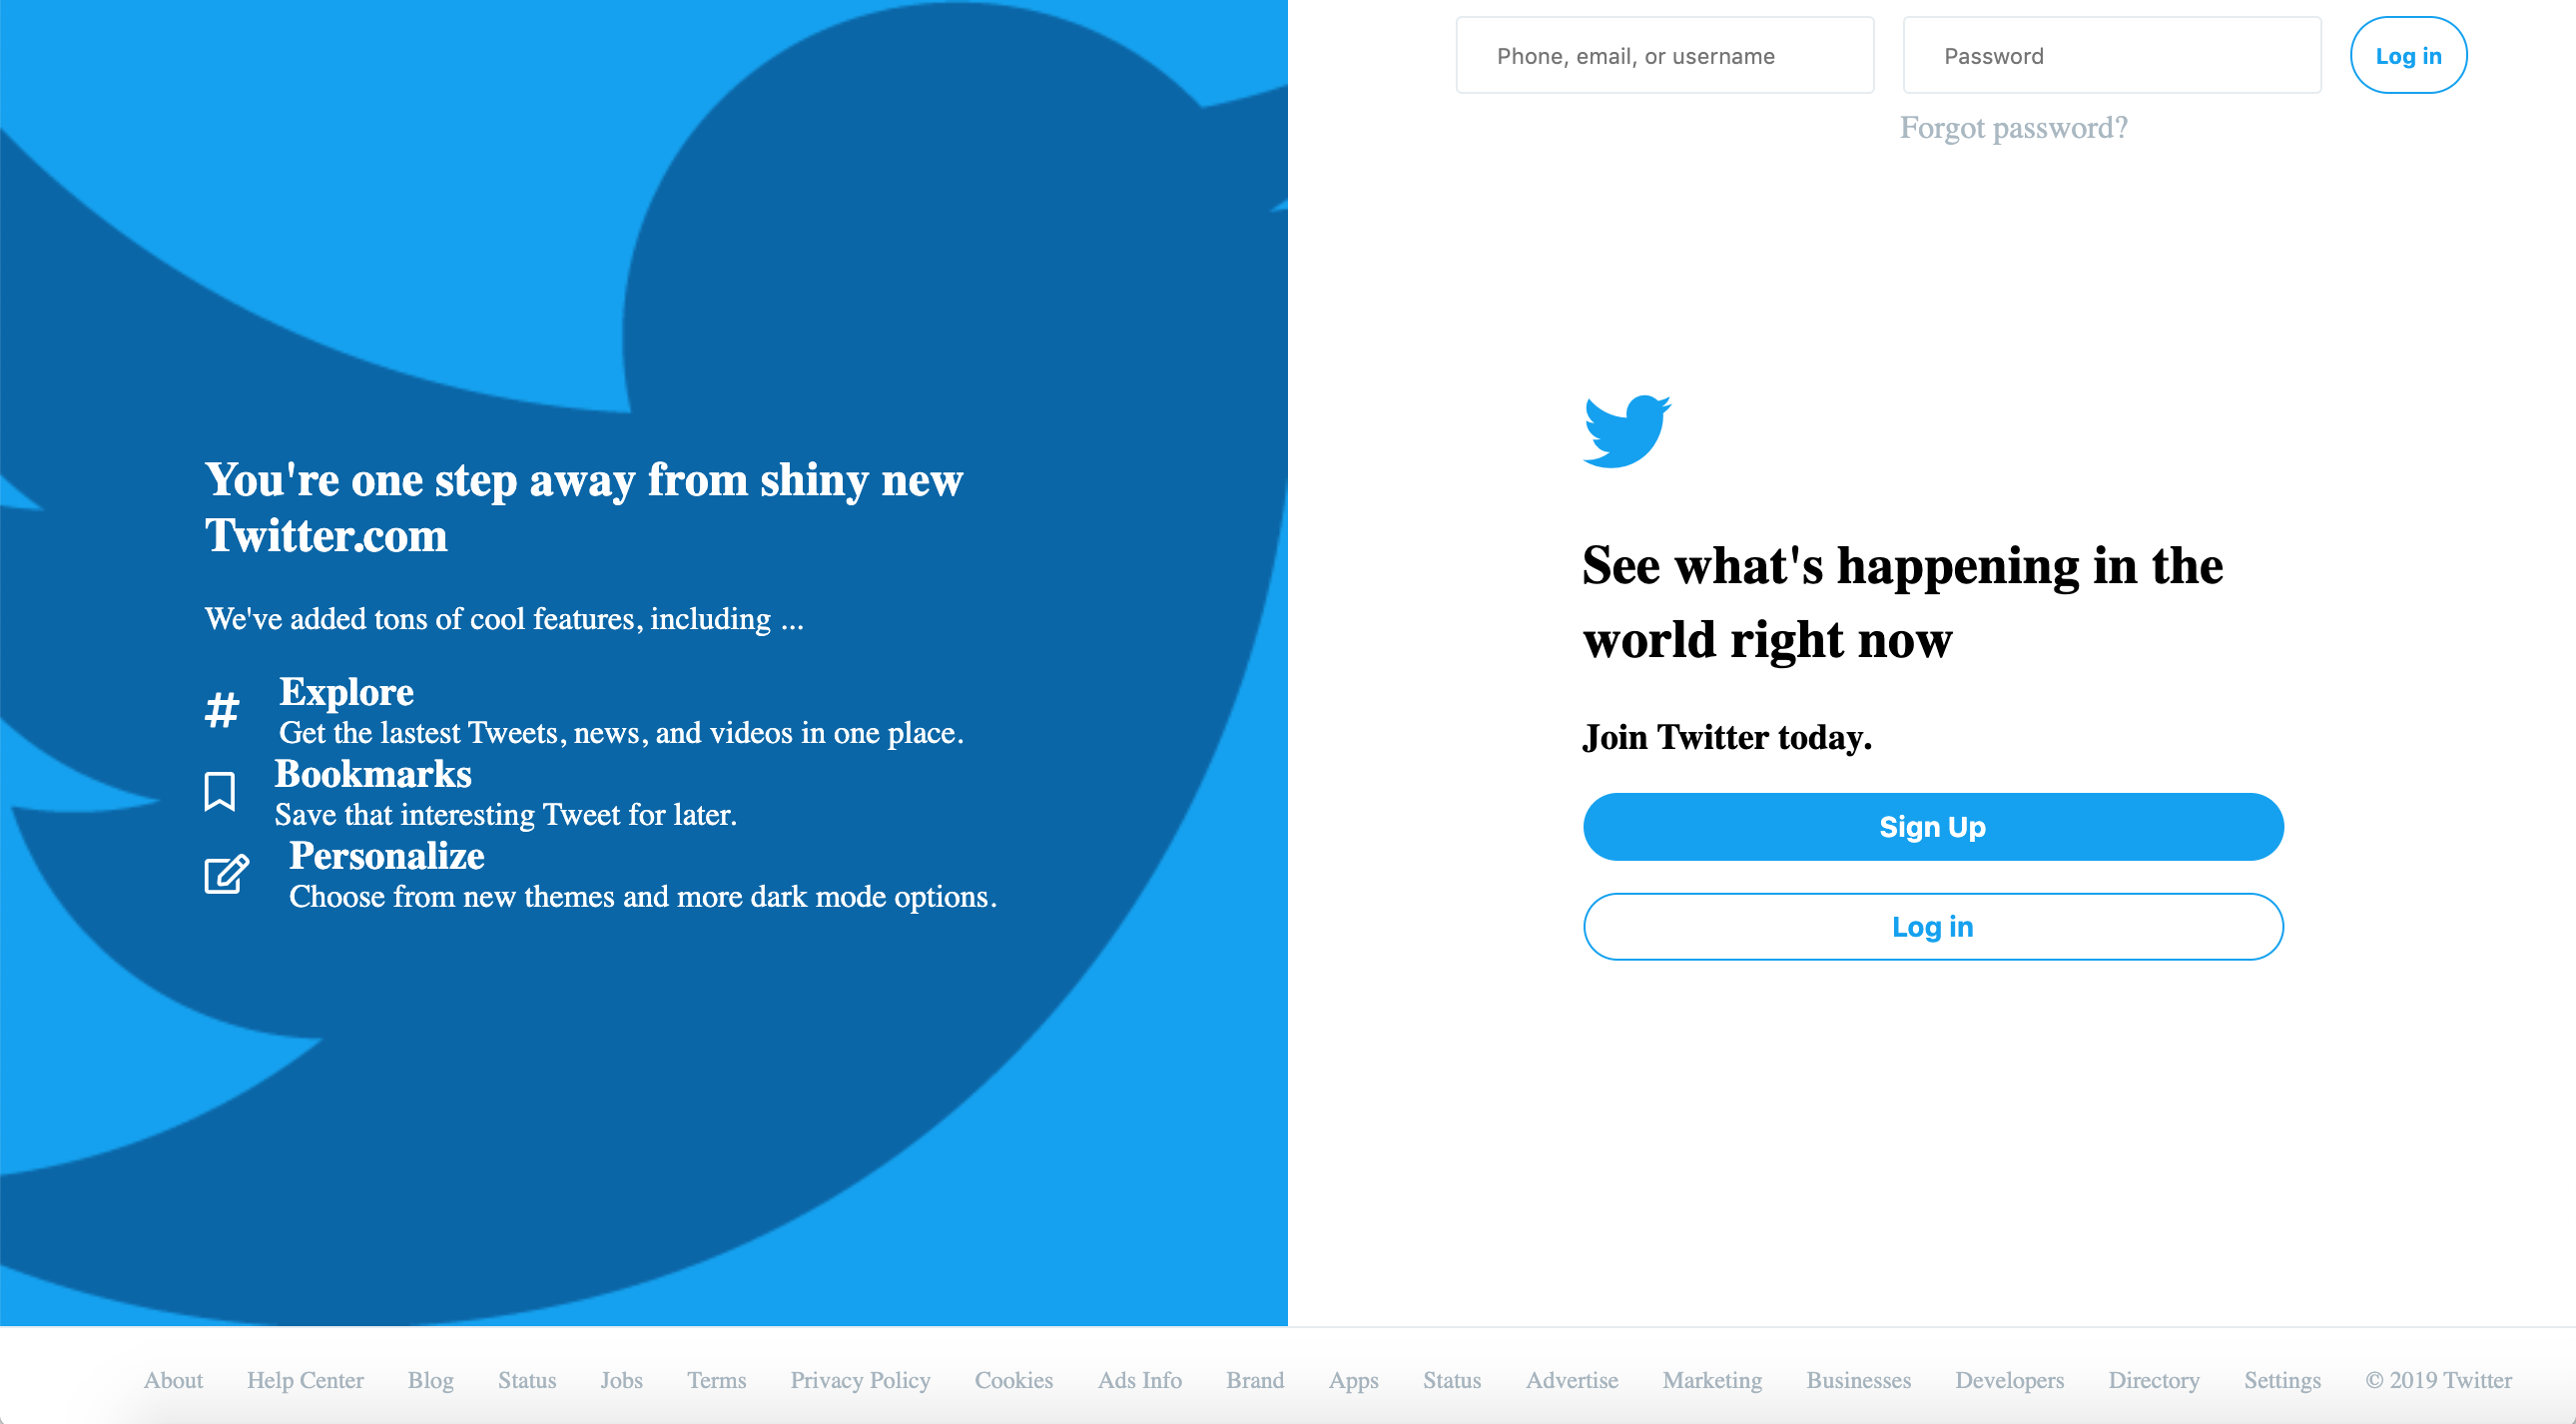 Phone, email, or username
Password
Log in
Forgot password?
You're one step away from shiny new
Twitter.com
We've added tons of cool features, including ...
#
Explore
Get the lastest Tweets, news, and videos in one place.
Bookmarks
Save that interesting Tweet for later.
Personalize
Choose from new themes and more dark mode options.
See what's happening in the
world right now
Join Twitter today.
Sign Up
Log in
About Help Center Blog Status Jobs Terms Privacy Policy Cookies Ads Info Brand Apps Status Advertise Marketing Businesses Developers Directory Settings © 2019 Twitter